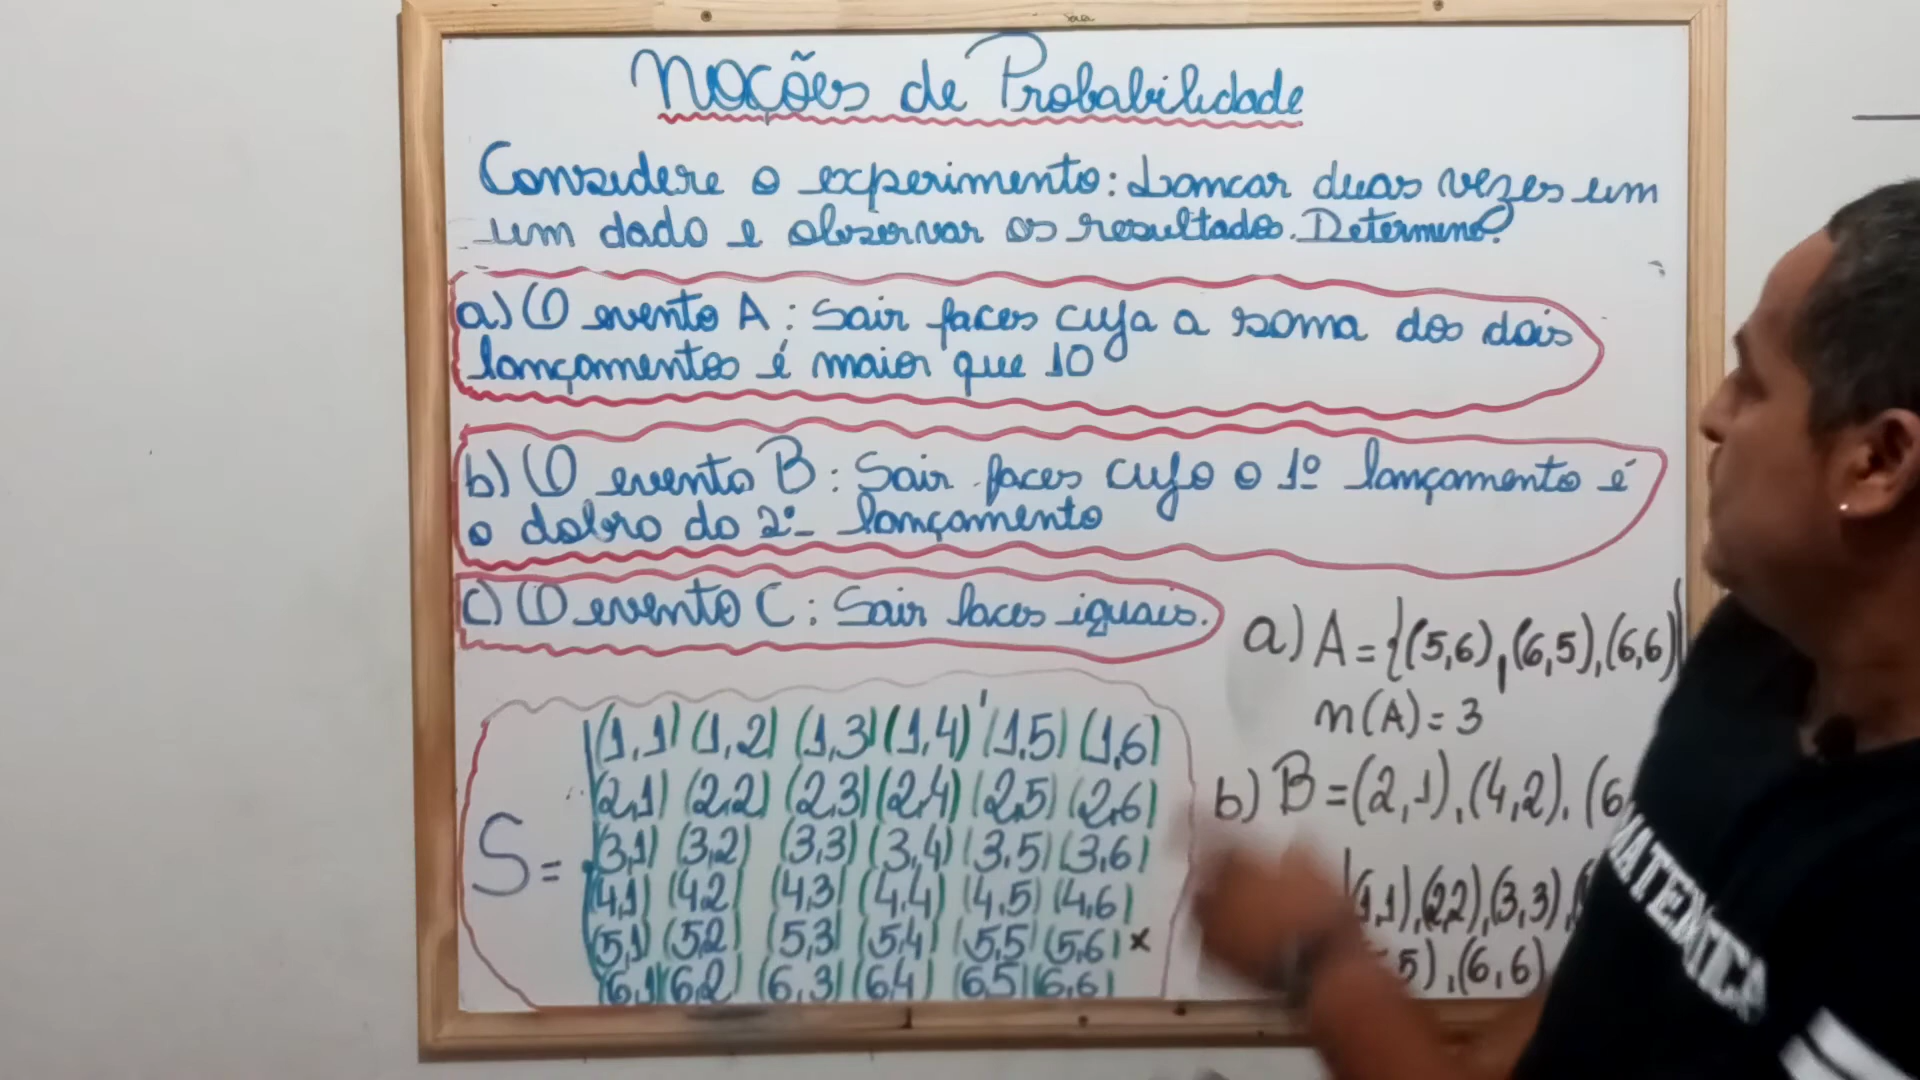 Noções de Probabilidade
Considere o experimento: Lancar duas vezes um
um dado e observar os resultados. Determine:
a) O evento A: Sair faces cuja a soma dos dois
lançamentos é maior que 10
b) O evento B: Sair faces cujo o 1º lançamento é
o dobro do 2º lançamento
c) O evento C: Sair faces iguais.
a) A = {(5,6), (6,5), (6,6)}
n(A) = 3
b) B = (2,1), (4,2), (6,
(1,1), (2,2), (3,3), (
5), (6,6)
S =
(1,1) (1,2) (1,3) (1,4) (1,5) (1,6)
(2,1) (2,2) (2,3) (2,4) (2,5) (2,6)
(3,1) (3,2) (3,3) (3,4) (3,5) (3,6)
(4,1) (4,2) (4,3) (4,4) (4,5) (4,6)
(5,1) (5,2) (5,3) (5,4) (5,5) (5,6) x
(6,1) (6,2) (6,3) (6,4) (6,5) (6,6)